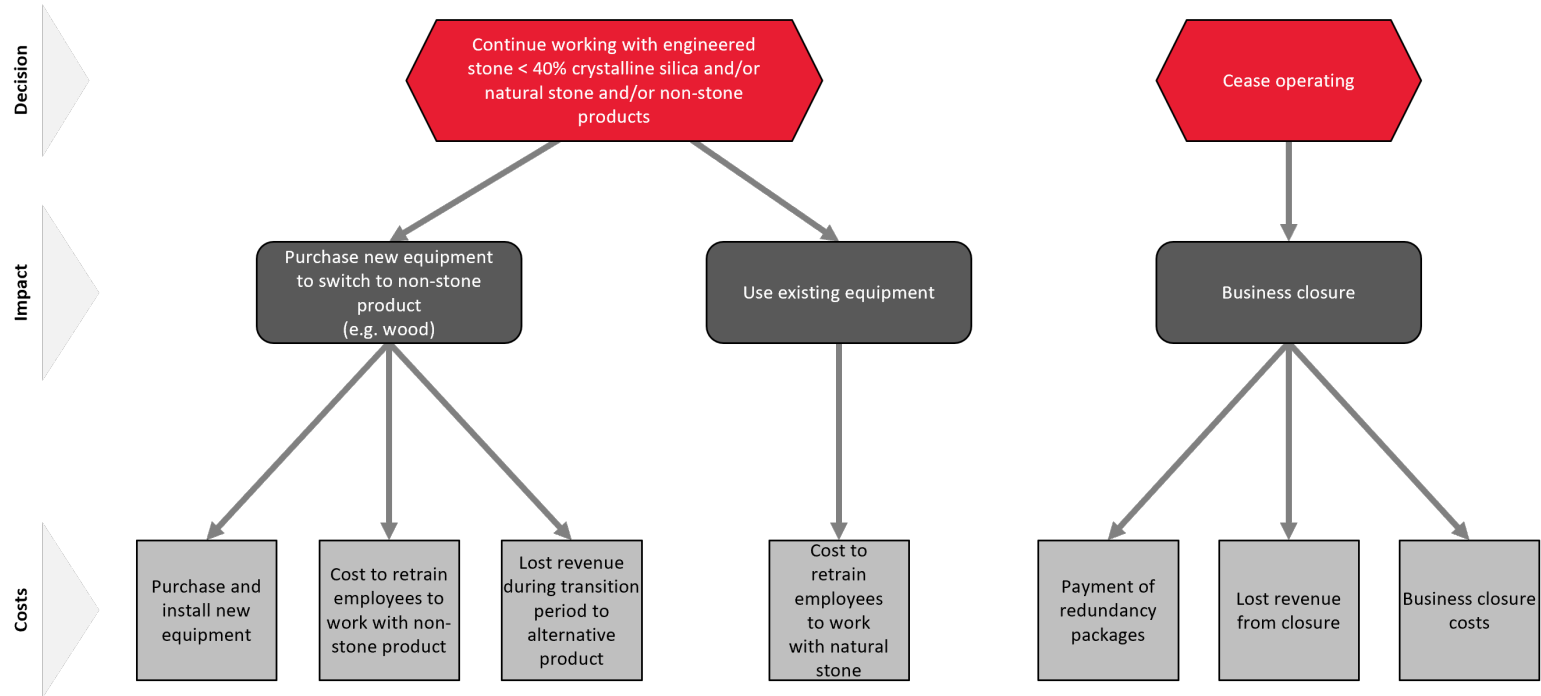 Decision
Continue working with engineered
stone < 40% crystalline silica and/or
natural stone and/or non-stone
products
Cease operating
Impact
Purchase new equipment
to switch to non-stone
product
(e.g. wood)
Use existing equipment
Business closure
Costs
Purchase and
install new
equipment
Cost to retrain
employees to
work with non-
stone product
Lost revenue
during transition
period to
alternative
product
Cost to
retrain
employees
to work
with natural
stone
Payment of
redundancy
packages
Lost revenue
from closure
Business closure
costs